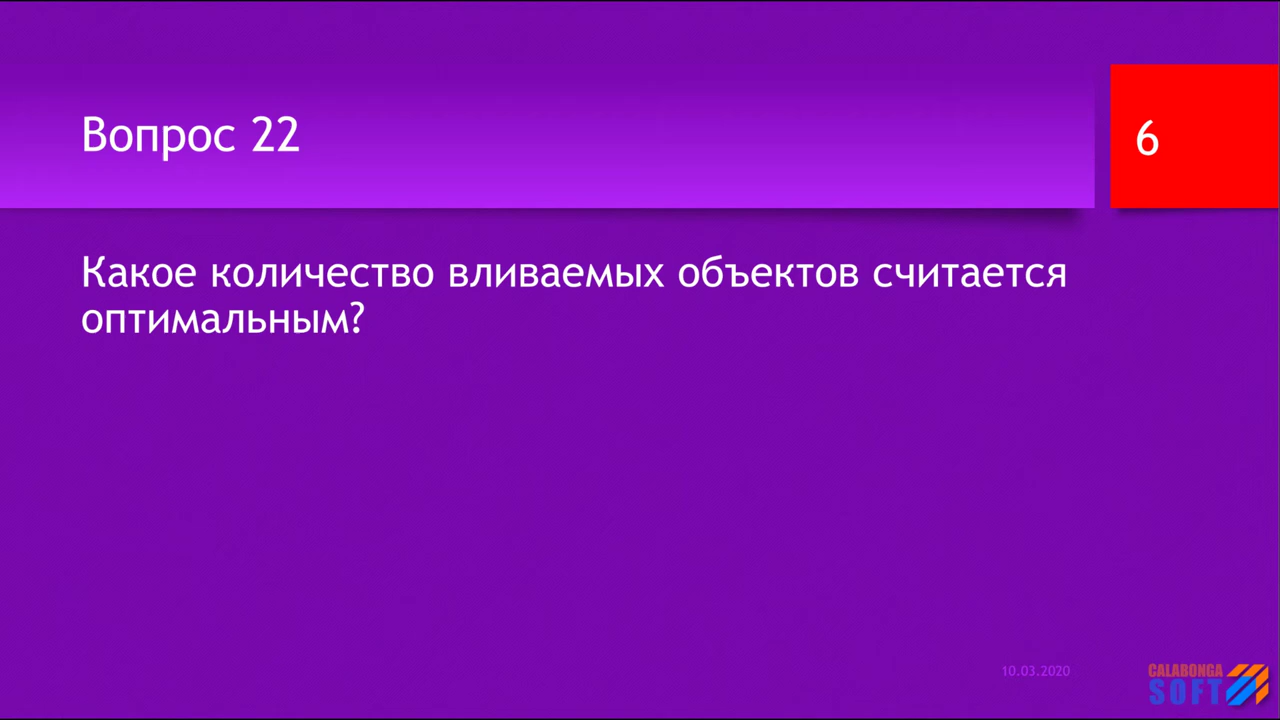 Вопрос 22
6
Какое количество вливаемых объектов считается
оптимальным?
10.03.2020
CALABONGA
SOFT